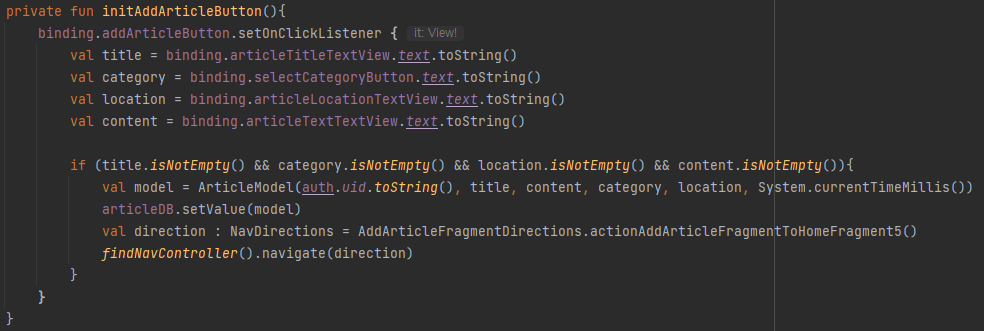 private fun initAddArticleButton(){
    binding.addArticleButton.setOnClickListener { it: View!
        val title = binding.articleTitleTextView.text.toString()
        val category = binding.selectCategoryButton.text.toString()
        val location = binding.articleLocationTextView.text.toString()
        val content = binding.articleTextTextView.text.toString()

        if (title.isNotEmpty() && category.isNotEmpty() && location.isNotEmpty() && content.isNotEmpty()){
            val model = ArticleModel(auth.uid.toString(), title, content, category, location, System.currentTimeMillis())
            articleDB.setValue(model)
            val direction : NavDirections = AddArticleFragmentDirections.actionAddArticleFragmentToHomeFragment5()
            findNavController().navigate(direction)
        }
    }
}